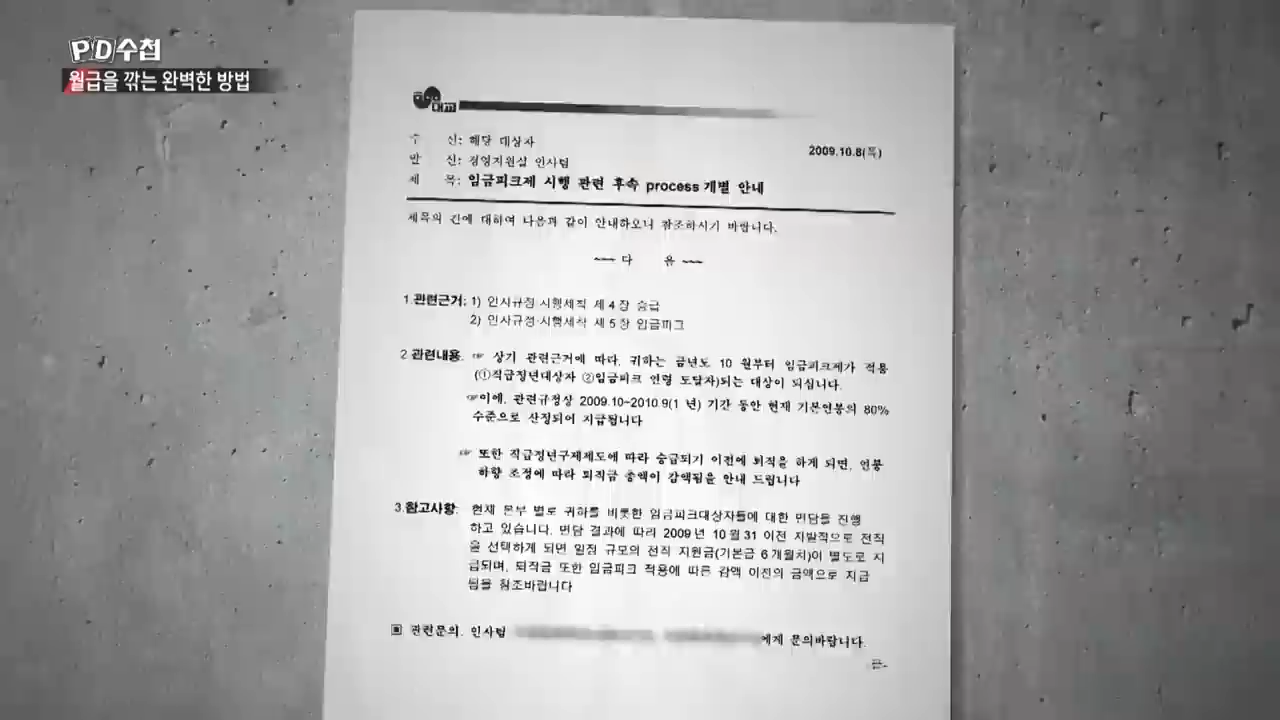 PD수첩
월급을 깎는 완벽한 방법
대교
수 신: 해당 대상자
2009.10.8(목)
발 신: 경영지원실 인사팀
제 목: 임금피크제 시행 관련 후속 process 개별 안내
제목의 건에 대하여 다음과 같이 안내하오니 참조하시기 바랍니다.
~~~ 다 음 ~~~
1.관련근거: 1) 인사규정·시행세칙 제 4 장 승급
2) 인사규정·시행세칙 제 5 장 임금피크
2.관련내용. ☞ 상기 관련근거에 따라, 귀하는 금년도 10 월부터 임금피크제가 적용
(①직급정년대상자 ②임금피크 연령 도달자)되는 대상이 되십니다.
☞이에, 관련규정상 2009.10~2010.9(1 년) 기간 동안 현재 기본연봉의 80%
수준으로 산정되어 지급됩니다
☞ 또한 직급정년구제제도에 따라 승급되기 이전에 퇴직을 하게 되면, 연봉
하향 조정에 따라 퇴직금 총액이 감액됨을 안내 드립니다
3.참고사항: 현재 본부 별로 귀하를 비롯한 임금피크대상자들에 대한 면담을 진행
하고 있습니다. 면담 결과에 따라 2009년 10월 31 이전 자발적으로 전직
을 선택하게 되면 일정 규모의 전직 지원금(기본급 6개월치)이 별도로 지
급되며, 퇴직금 또한 임금피크 적용에 따른 감액 이전의 금액으로 지급
됨을 참조바랍니다
▣ 관련문의. 인사팀 에게 문의바랍니다.